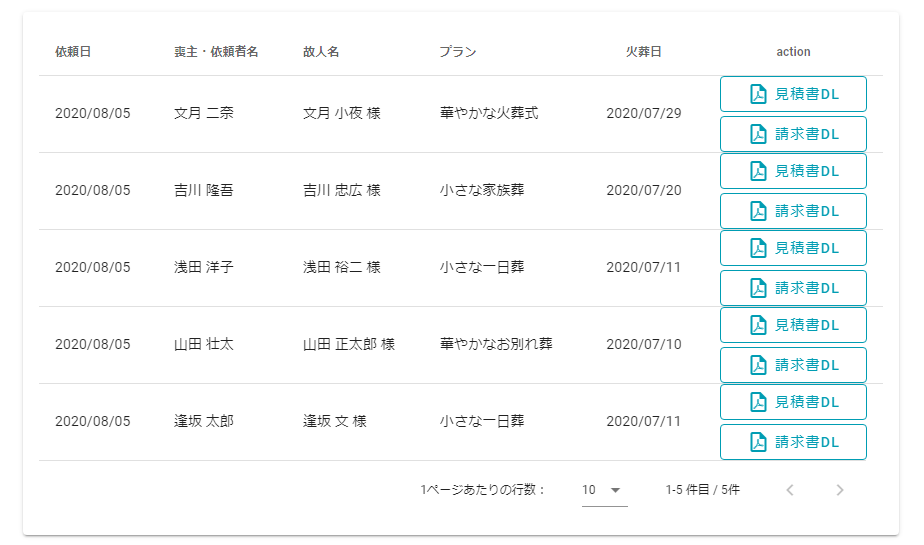 依頼日 喪主・依頼者名 故人名 プラン 火葬日 action
2020/08/05 文月 二奈 文月 小夜 様 華やかな火葬式 2020/07/29 見積書DL
請求書DL
2020/08/05 吉川 隆吾 吉川 忠広 様 小さな家族葬 2020/07/20 見積書DL
請求書DL
2020/08/05 浅田 洋子 浅田 裕二 様 小さな一日葬 2020/07/11 見積書DL
請求書DL
2020/08/05 山田 壮太 山田 正太郎 様 華やかなお別れ葬 2020/07/10 見積書DL
請求書DL
2020/08/05 逢坂 太郎 逢坂 文 様 小さな一日葬 2020/07/11 見積書DL
請求書DL
1ページあたりの行数： 10 1-5 件目 / 5件